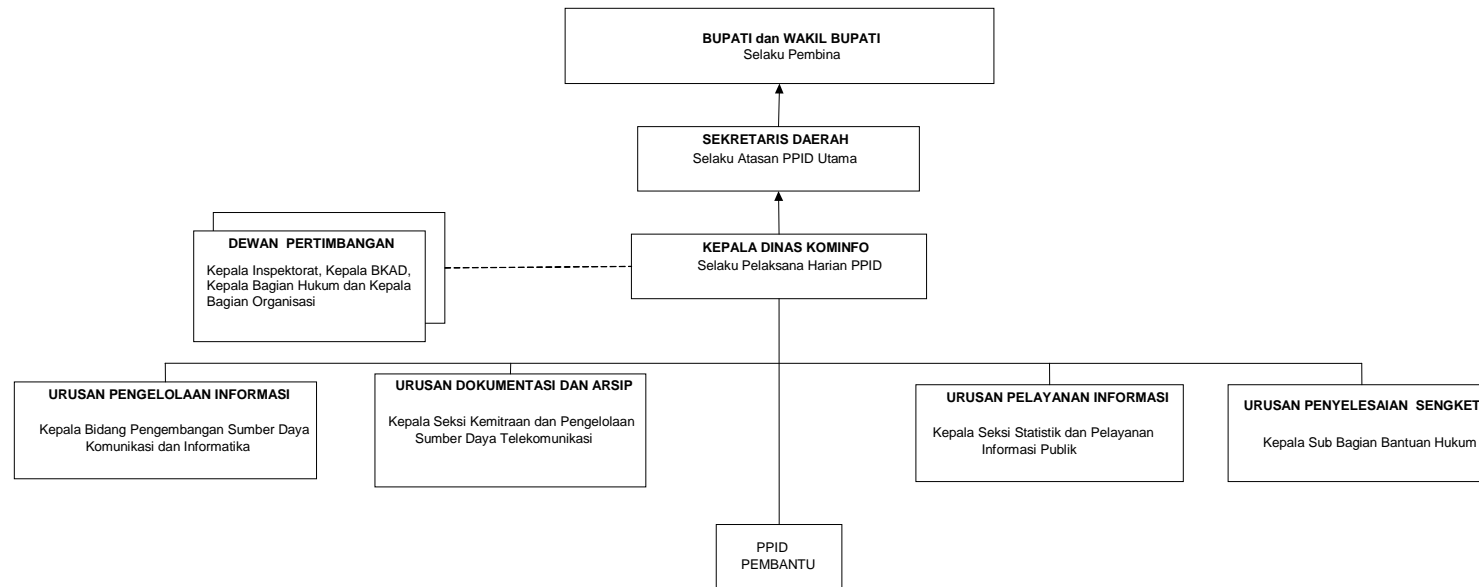 BUPATI dan WAKIL BUPATI
Selaku Pembina
SEKRETARIS DAERAH
Selaku Atasan PPID Utama
DEWAN PERTIMBANGAN
Kepala Inspektorat, Kepala BKAD,
Kepala Bagian Hukum dan Kepala
Bagian Organisasi
KEPALA DINAS KOMINFO
Selaku Pelaksana Harian PPID
URUSAN PENGELOLAAN INFORMASI
Kepala Bidang Pengembangan Sumber Daya
Komunikasi dan Informatika
URUSAN DOKUMENTASI DAN ARSIP
Kepala Seksi Kemitraan dan Pengelolaan
Sumber Daya Telekomunikasi
URUSAN PELAYANAN INFORMASI
Kepala Seksi Statistik dan Pelayanan
Informasi Publik
URUSAN PENYELESAIAN SENGKET
Kepala Sub Bagian Bantuan Hukum
PPID
PEMBANTU